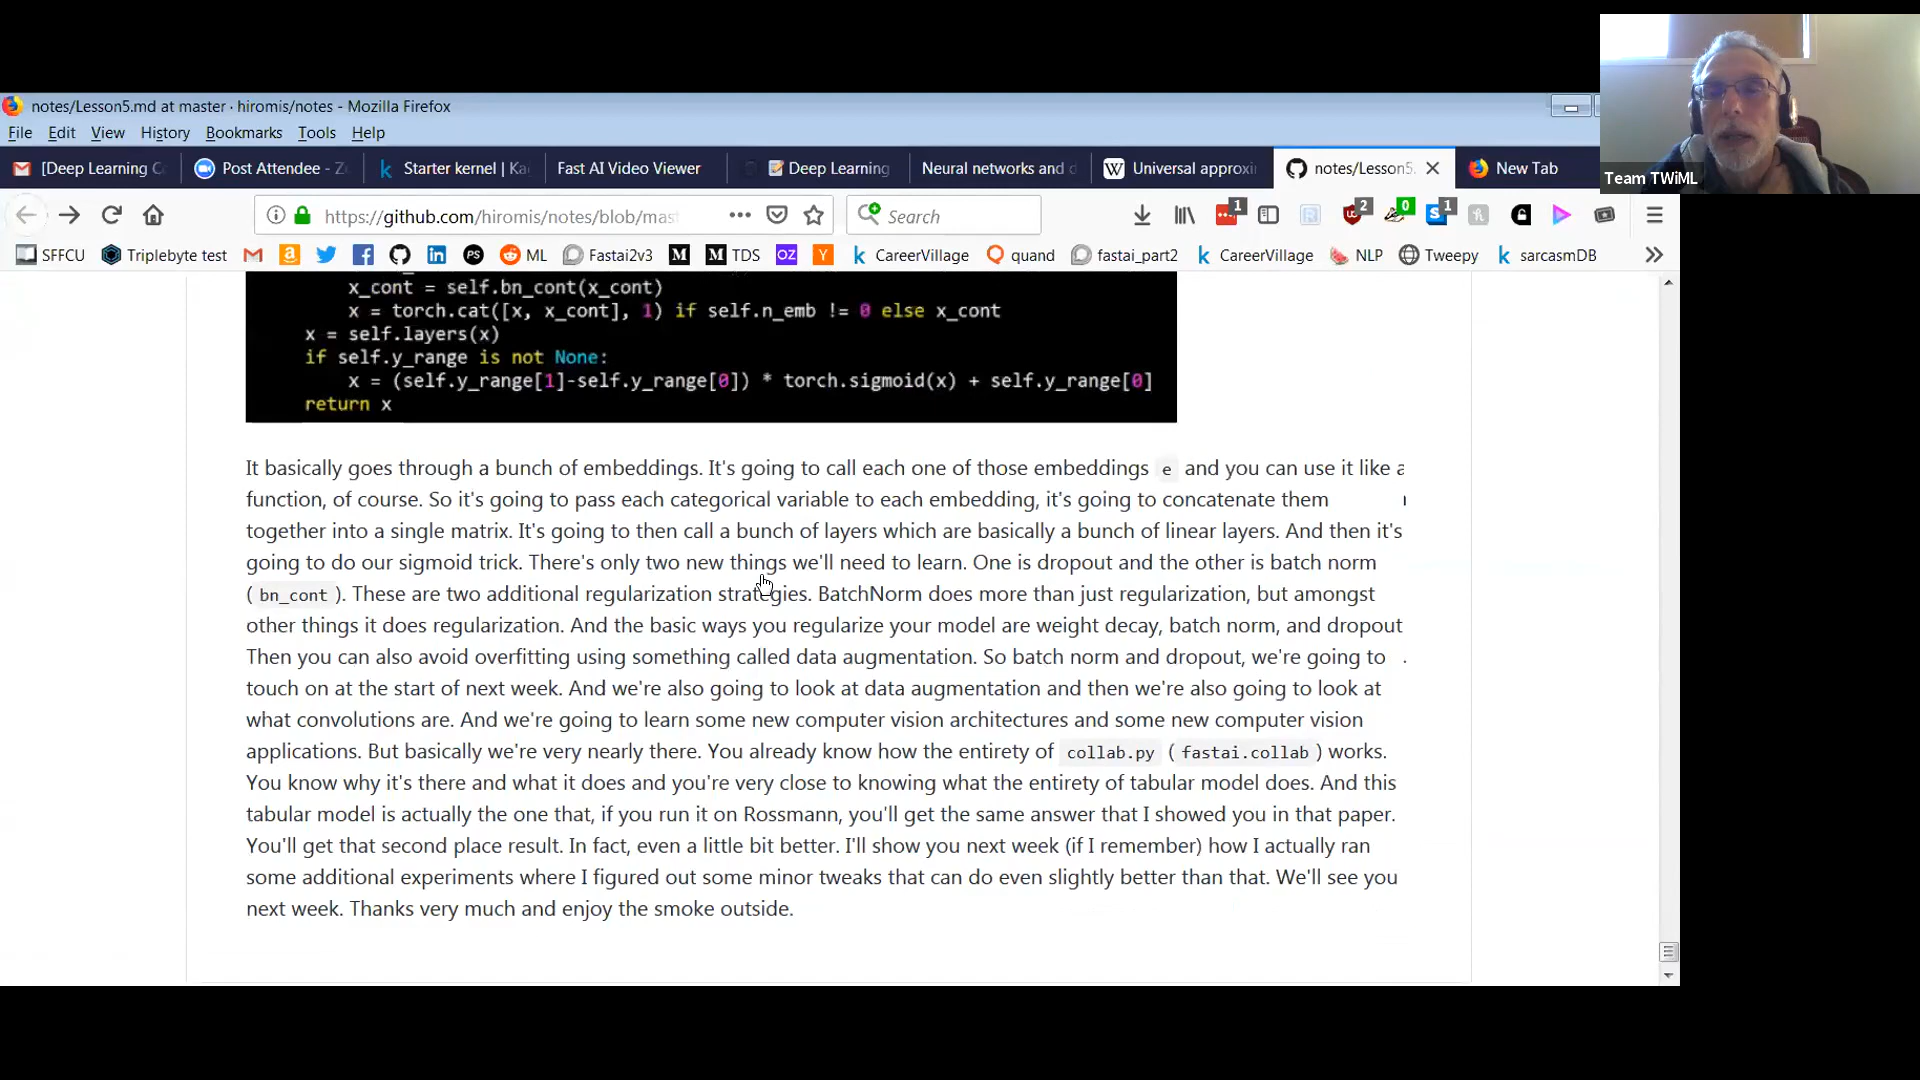 notes/Lesson5.md at master · hiromis/notes - Mozilla Firefox
File Edit View History Bookmarks Tools Help
[Deep Learning C Post Attendee - Z Starter kernel | Ka Fast AI Video Viewer Deep Learning Neural networks and d Universal approxi notes/Lesson5. New Tab
https://github.com/hiromis/notes/blob/mas Search 1 2 0 1
SFFCU Triplebyte test ML Fastai2v3 TDS CareerVillage quand fastai_part2 CareerVillage NLP Tweepy sarcasmDB
x_cont = self.bn_cont(x_cont)
x = torch.cat([x, x_cont], 1) if self.n_emb != 0 else x_cont
x = self.layers(x)
if self.y_range is not None:
x = (self.y_range[1]-self.y_range[0]) * torch.sigmoid(x) + self.y_range[0]
return x
It basically goes through a bunch of embeddings. It's going to call each one of those embeddings e and you can use it like a
function, of course. So it's going to pass each categorical variable to each embedding, it's going to concatenate them
together into a single matrix. It's going to then call a bunch of layers which are basically a bunch of linear layers. And then it's
going to do our sigmoid trick. There's only two new things we'll need to learn. One is dropout and the other is batch norm
( bn_cont ). These are two additional regularization strategies. BatchNorm does more than just regularization, but amongst
other things it does regularization. And the basic ways you regularize your model are weight decay, batch norm, and dropout
Then you can also avoid overfitting using something called data augmentation. So batch norm and dropout, we're going to .
touch on at the start of next week. And we're also going to look at data augmentation and then we're also going to look at
what convolutions are. And we're going to learn some new computer vision architectures and some new computer vision
applications. But basically we're very nearly there. You already know how the entirety of collab.py ( fastai.collab ) works.
You know why it's there and what it does and you're very close to knowing what the entirety of tabular model does. And this
tabular model is actually the one that, if you run it on Rossmann, you'll get the same answer that I showed you in that paper.
You'll get that second place result. In fact, even a little bit better. I'll show you next week (if I remember) how I actually ran
some additional experiments where I figured out some minor tweaks that can do even slightly better than that. We'll see you
next week. Thanks very much and enjoy the smoke outside.
Team TWiML